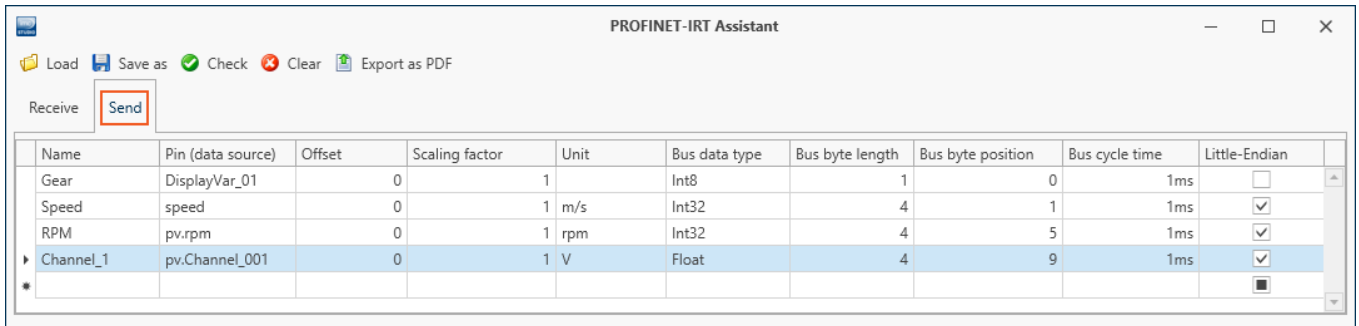 PROFINET-IRT Assistant
Load Save as Check Clear Export as PDF
Receive Send
Name Pin (data source) Offset Scaling factor Unit Bus data type Bus byte length Bus byte position Bus cycle time Little-Endian
Gear DisplayVar_01 0 1 Int8 1 0 1ms
Speed speed 0 1 m/s Int32 4 1 1ms
RPM pv.rpm 0 1 rpm Int32 4 5 1ms
Channel_1 pv.Channel_001 0 1 V Float 4 9 1ms